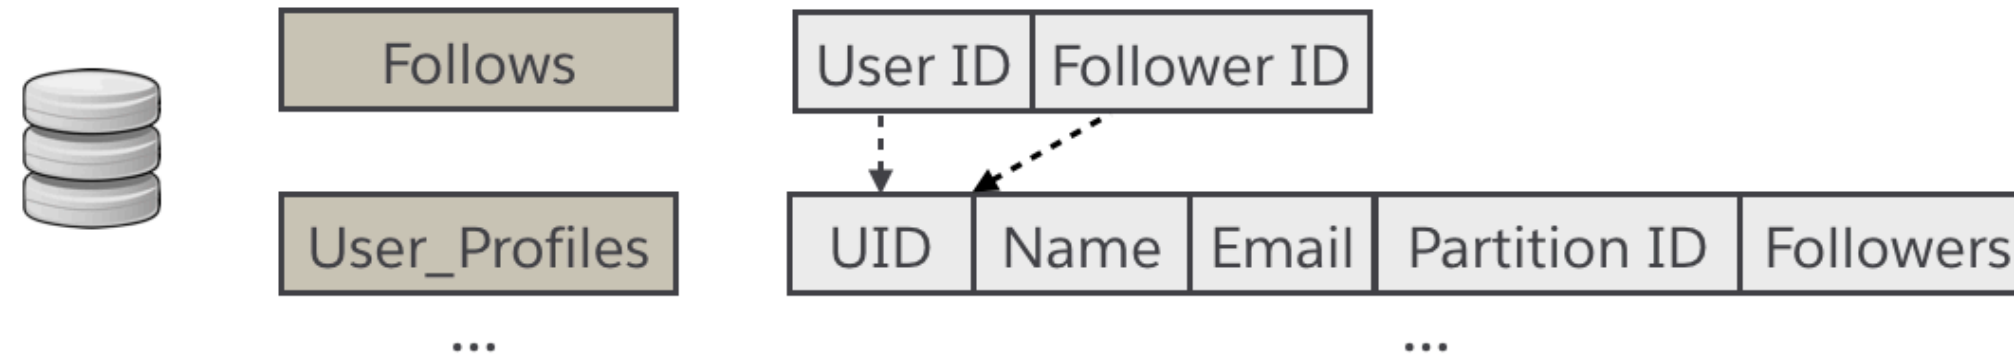 Follows User ID Follower ID
User_Profiles UID Name Email Partition ID Followers
... ...